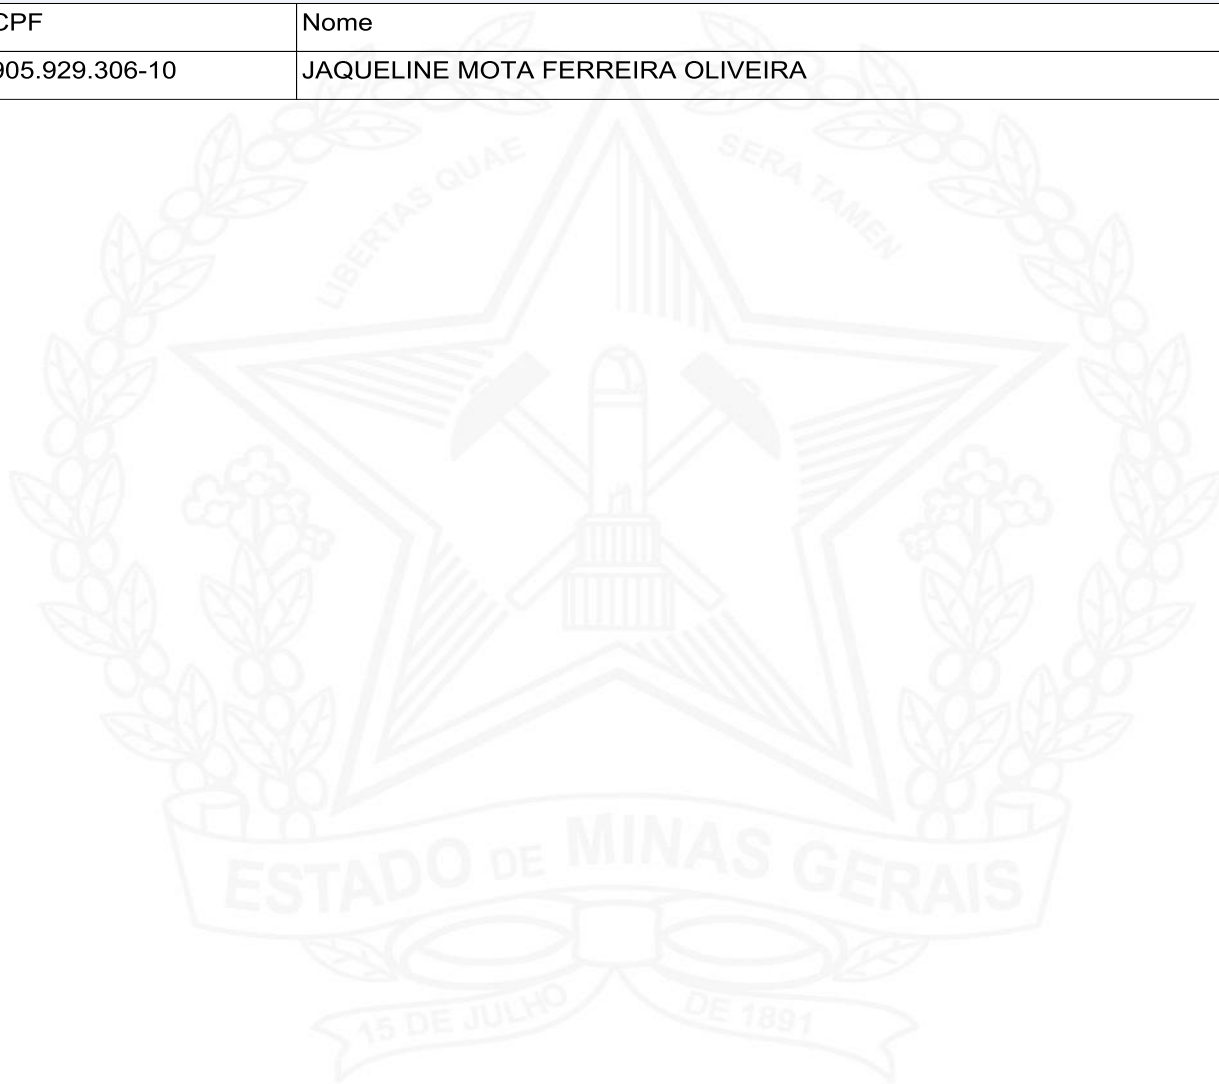 CPF Nome
905.929.306-10 JAQUELINE MOTA FERREIRA OLIVEIRA
LIBERTAS QUAE SERA TAMEN
ESTADO DE MINAS GERAIS
15 DE JULHO DE 1891